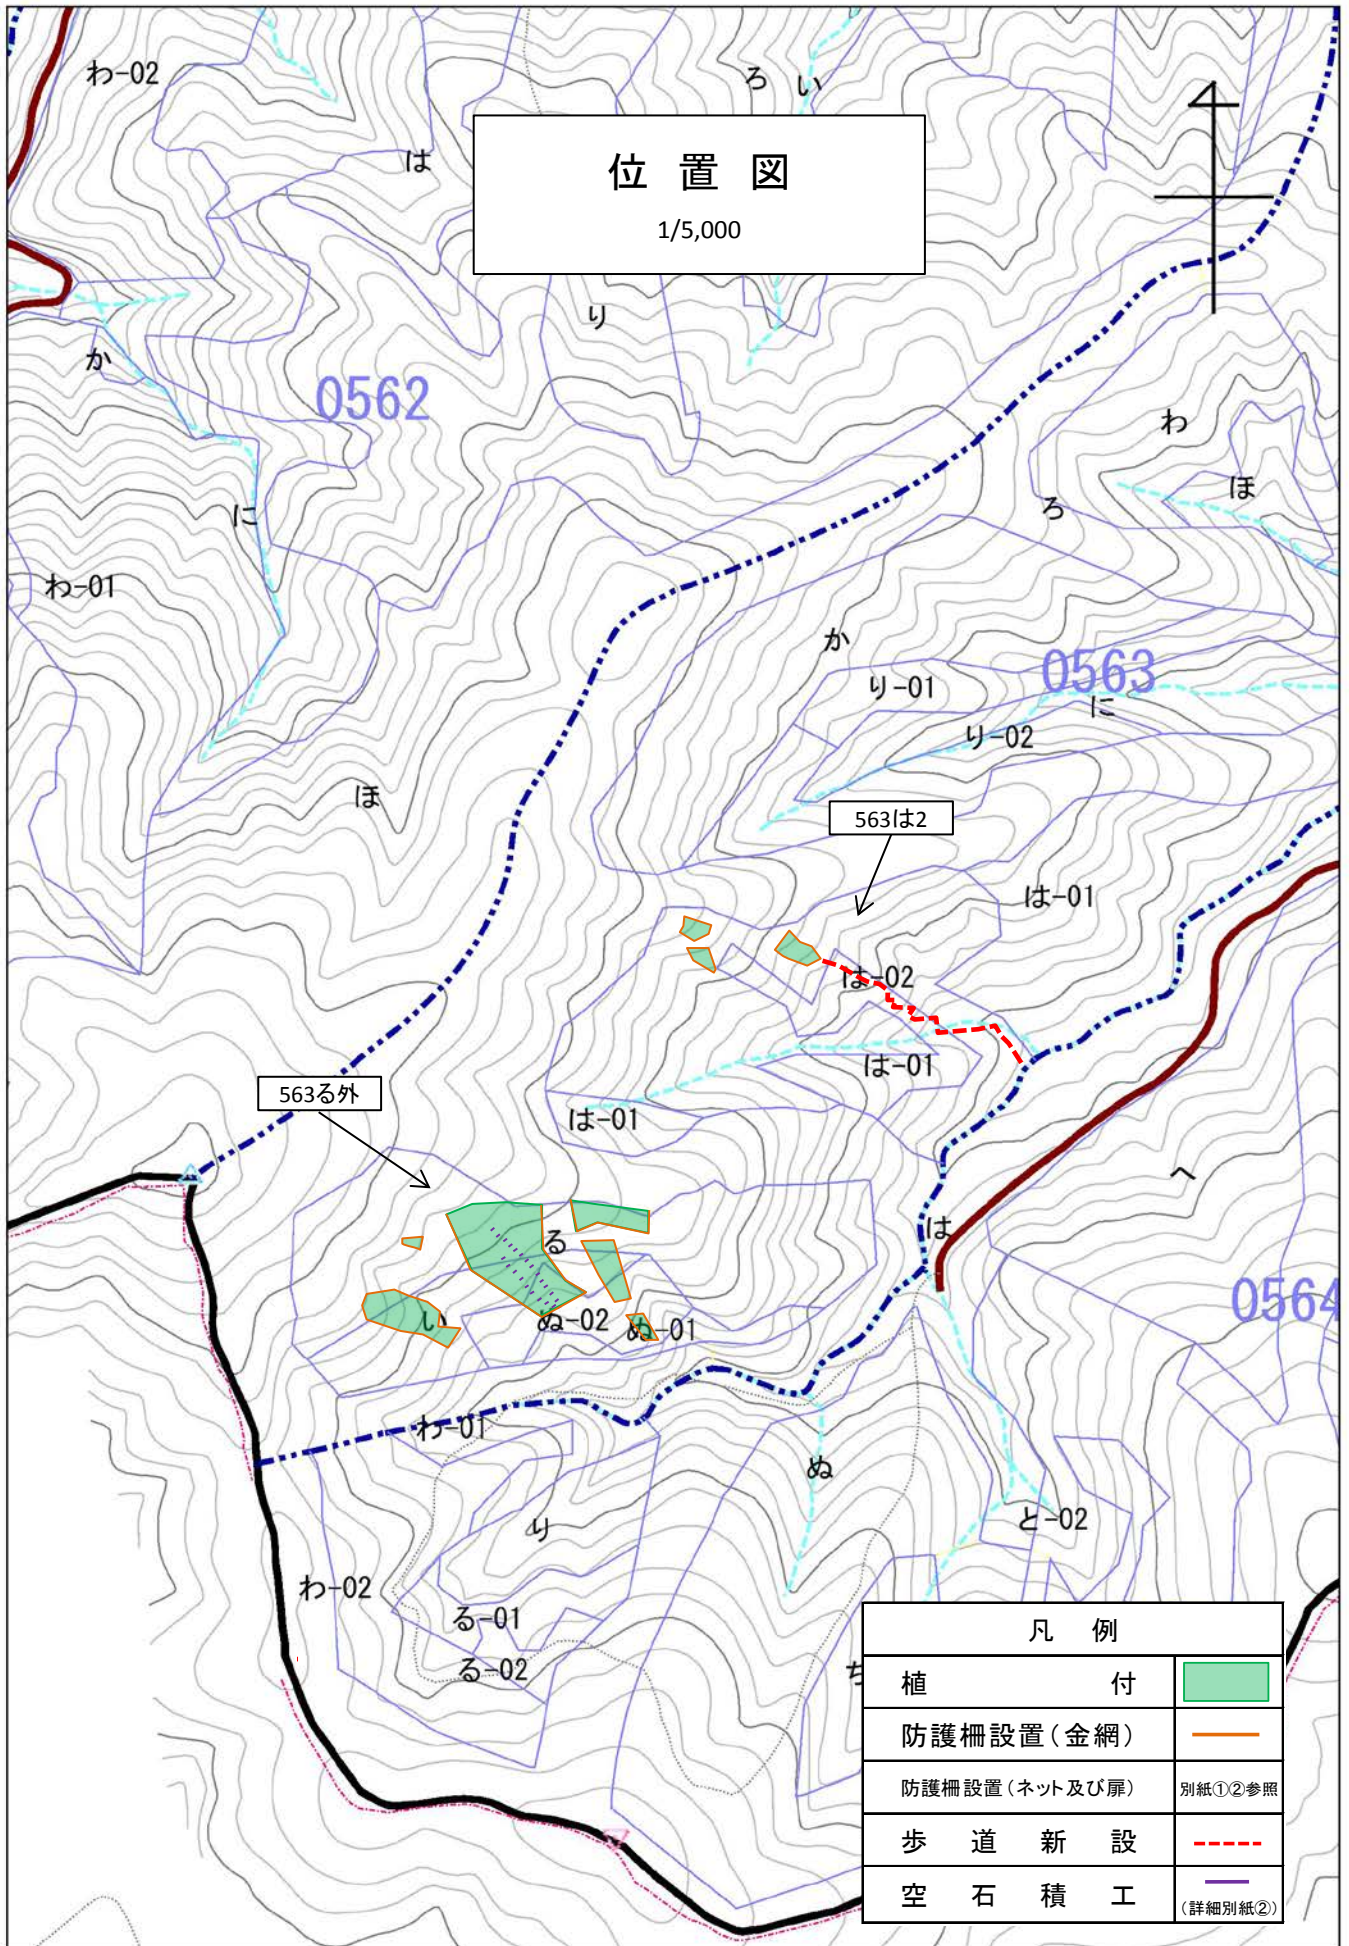 わ-02
ろ
い
は
位置図
1/5,000
り
か
0562
わ
に
ほ
ろ
わ-01
か
り-01
0563
に
り-02
ほ
563は2
は-01
は-02
は-01
563る外
は-01
へ
は
る
0564
い
ぬ-02
ぬ-01
わ-01
ぬ
り
と-02
わ-02
る-01
る-02
ち
凡例
植付
防護柵設置(金網)
防護柵設置(ネット及び扉) 別紙①②参照
歩道新設
空石積工 (詳細別紙②)